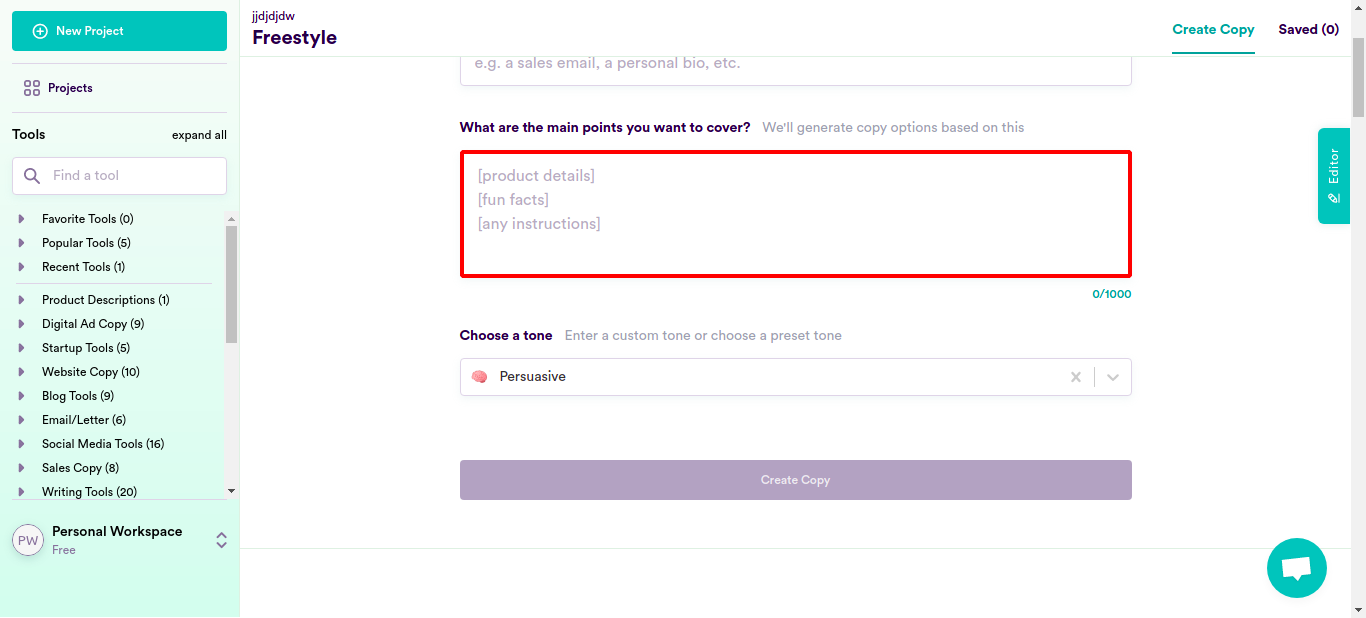 New Project
Projects
Tools expand all
Find a tool
Favorite Tools (0)
Popular Tools (5)
Recent Tools (1)
Product Descriptions (1)
Digital Ad Copy (9)
Startup Tools (5)
Website Copy (10)
Blog Tools (9)
Email/Letter (6)
Social Media Tools (16)
Sales Copy (8)
Writing Tools (20)
PW Personal Workspace
Free
jjdjdjdw
Freestyle
Create Copy Saved (0)
e.g. a sales email, a personal bio, etc.
What are the main points you want to cover? We'll generate copy options based on this
[product details]
[fun facts]
[any instructions]
0/1000
Choose a tone Enter a custom tone or choose a preset tone
Persuasive
Create Copy
Editor